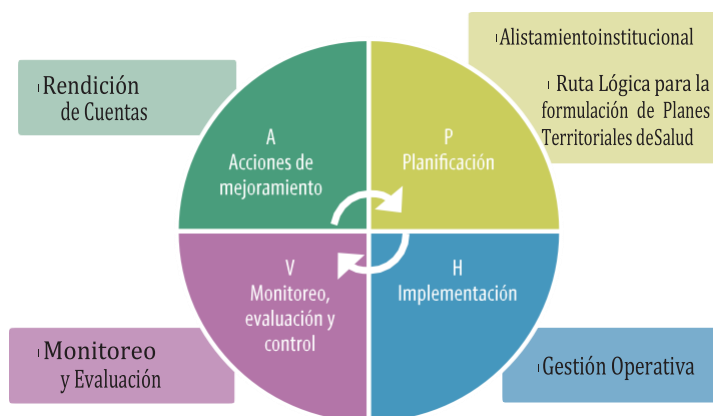 Alistamientoinstitucional
Ruta Lógica para la
formulación de Planes
Territoriales deSalud
Rendición
de Cuentas
A
Acciones de
mejoramiento
P
Planificación
V
Monitoreo,
evaluación y
control
H
Implementación
Monitoreo
y Evaluación
Gestión Operativa